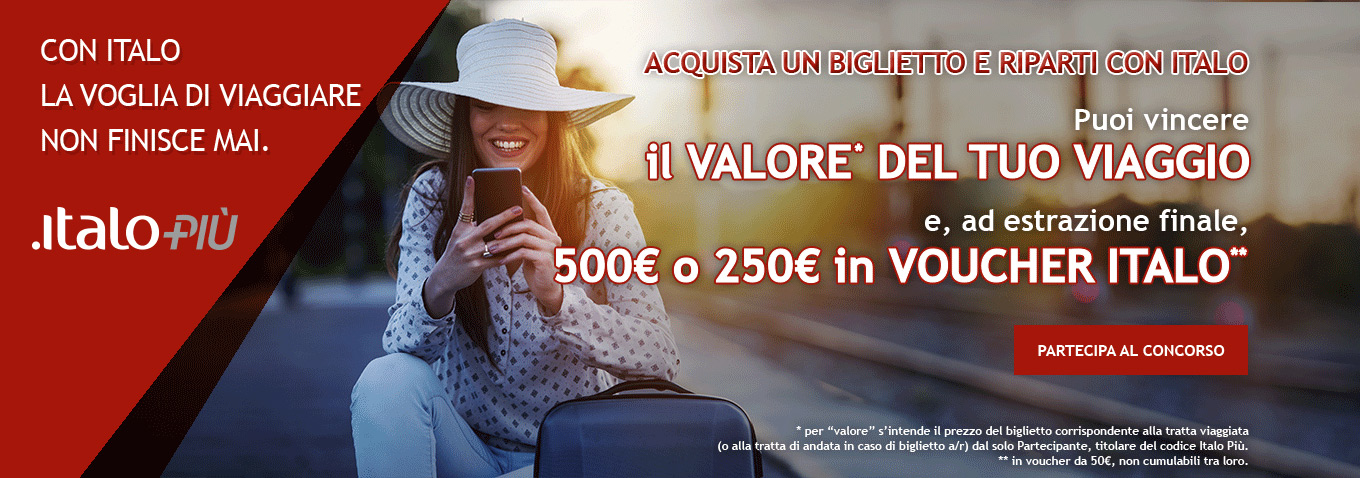 CON ITALO
LA VOGLIA DI VIAGGIARE
NON FINISCE MAI.
.italo +PIÙ
ACQUISTA UN BIGLIETTO E RIPARTI CON ITALO
Puoi vincere
il VALORE* DEL TUO VIAGGIO
e, ad estrazione finale,
500€ o 250€ in VOUCHER ITALO**
PARTECIPA AL CONCORSO
* per “valore” s’intende il prezzo del biglietto corrispondente alla tratta viaggiata
(o alla tratta di andata in caso di biglietto a/r) dal solo Partecipante, titolare del codice Italo Più.
** in voucher da 50€, non cumulabili tra loro.